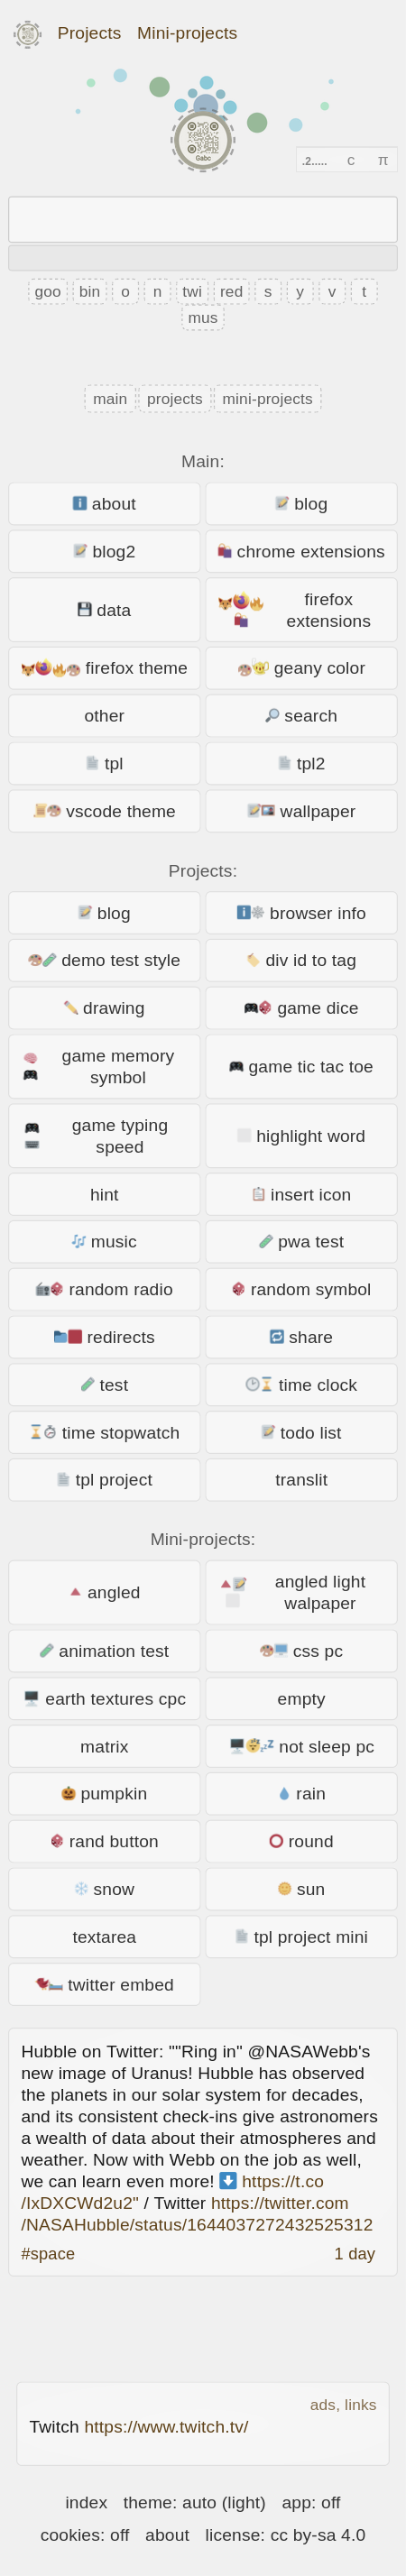 Projects Mini-projects
Gabo
.2..... c π
goo bin o n twi red s y v t
mus
main projects mini-projects
Main:
about blog
blog2 chrome extensions
data firefox
extensions
firefox theme geany color
other search
tpl tpl2
vscode theme wallpaper
Projects:
blog browser info
demo test style div id to tag
drawing game dice
game memory
symbol game tic tac toe
game typing
speed highlight word
hint insert icon
music pwa test
random radio random symbol
redirects share
test time clock
time stopwatch todo list
tpl project translit
Mini-projects:
angled angled light
walpaper
animation test css pc
earth textures cpc empty
matrix not sleep pc
pumpkin rain
rand button round
snow sun
textarea tpl project mini
twitter embed
Hubble on Twitter: ""Ring in" @NASAWebb's
new image of Uranus! Hubble has observed
the planets in our solar system for decades,
and its consistent check-ins give astronomers
a wealth of data about their atmospheres and
weather. Now with Webb on the job as well,
we can learn even more! ⬇️ https://t.co
/IxDXCWd2u2" / Twitter https://twitter.com
/NASAHubble/status/1644037272432525312
#space 1 day
ads, links
Twitch https://www.twitch.tv/
index theme: auto (light) app: off
cookies: off about license: cc by-sa 4.0